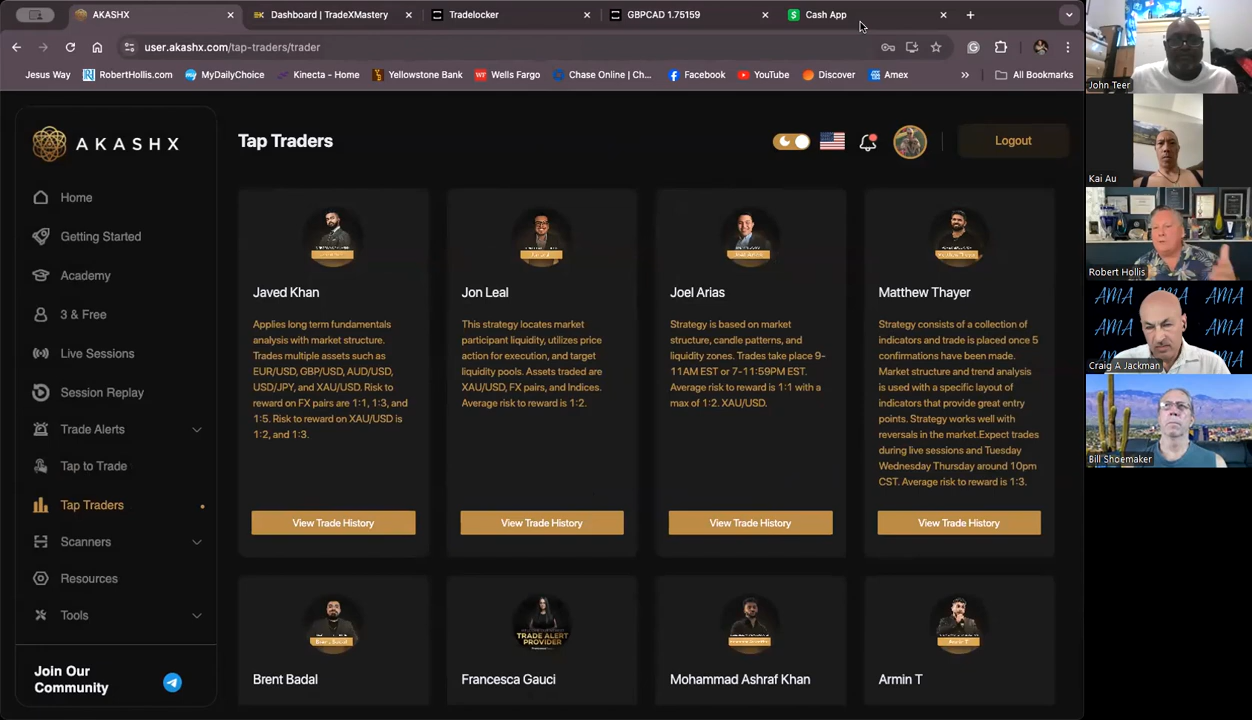 AKASHX
Dashboard | TradeXMastery
Tradelocker
GBPCAD 1.75159
Cash App
user.akashx.com/tap-traders/trader
Jesus Way
RobertHollis.com
MyDailyChoice
Kinecta - Home
Yellowstone Bank
Wells Fargo
Chase Online | Ch...
Facebook
YouTube
Discover
Amex
All Bookmarks
AKASHX
Home
Getting Started
Academy
3 & Free
Live Sessions
Session Replay
Trade Alerts
Tap to Trade
Tap Traders
Scanners
Resources
Tools
Join Our
Community
Tap Traders
Logout
Javed Khan
Applies long term fundamentals
analysis with market structure.
Trades multiple assets such as
EUR/USD, GBP/USD, AUD/USD,
USD/JPY, and XAU/USD. Risk to
reward on FX pairs are 1:1, 1:3, and
1:5. Risk to reward on XAU/USD is
1:2, and 1:3.
View Trade History
Jon Leal
This strategy locates market
participant liquidity, utilizes price
action for execution, and target
liquidity pools. Assets traded are
XAU/USD, FX pairs, and Indices.
Average risk to reward is 1:2.
View Trade History
Joel Arias
Strategy is based on market
structure, candle patterns, and
liquidity zones. Trades take place 9-
11AM EST or 7-11:59PM EST.
Average risk to reward is 1:1 with a
max of 1:2. XAU/USD.
View Trade History
Matthew Thayer
Strategy consists of a collection of
indicators and trade is placed once 5
confirmations have been made.
Market structure and trend analysis
is used with a specific layout of
indicators that provide great entry
points. Strategy works well with
reversals in the market.Expect trades
during live sessions and Tuesday
Wednesday Thursday around 10pm
CST. Average risk to reward is 1:3.
View Trade History
Brent Badal
TRADE ALERT
PROVIDER
Francesca Gauci
Mohammad Ashraf Khan
Armin T
John Teer
Kai Au
Robert Hollis
AMA AMA AMA
AMA AMA
Craig A Jackman
Bill Shoemaker